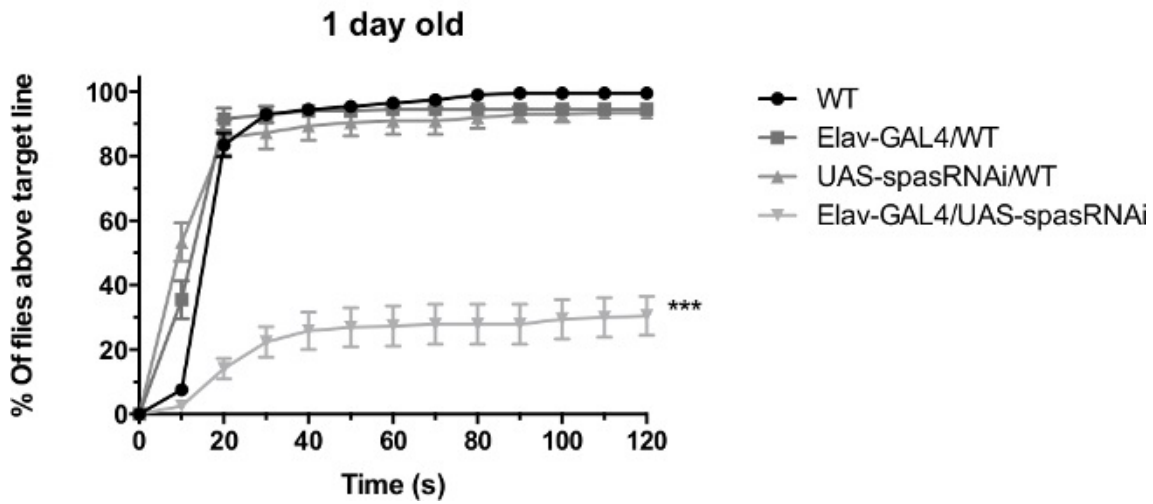 1 day old
% Of flies above target line
100
80
60
40
20
0
0 20 40 60 80 100 120
Time (s)
***
WT
Elav-GAL4/WT
UAS-spasRNAi/WT
Elav-GAL4/UAS-spasRNAi